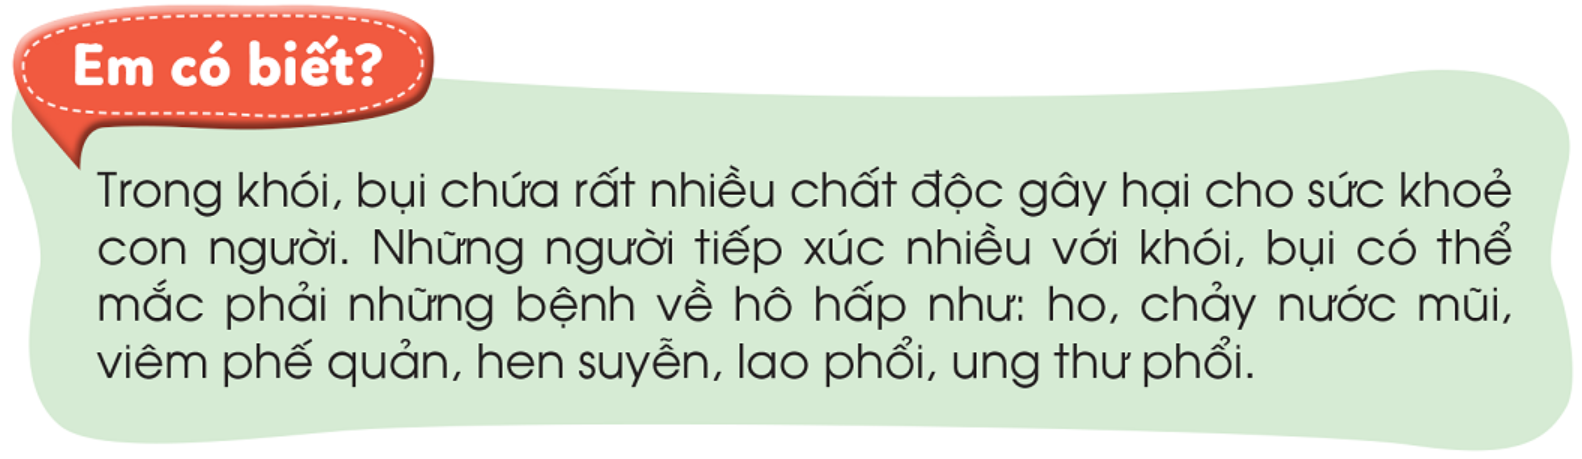 Em có biết?
Trong khói, bụi chứa rất nhiều chất độc gây hại cho sức khoẻ
con người. Những người tiếp xúc nhiều với khói, bụi có thể
mắc phải những bệnh về hô hấp như: ho, chảy nước mũi,
viêm phế quản, hen suyễn, lao phổi, ung thư phổi.